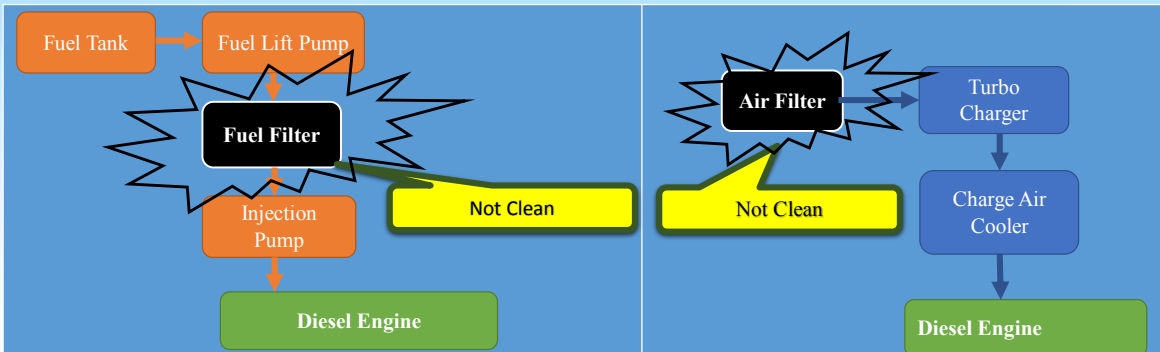 Fuel Tank
Fuel Lift Pump
Fuel Filter
Not Clean
Injection
Pump
Diesel Engine
Air Filter
Turbo
Charger
Not Clean
Charge Air
Cooler
Diesel Engine